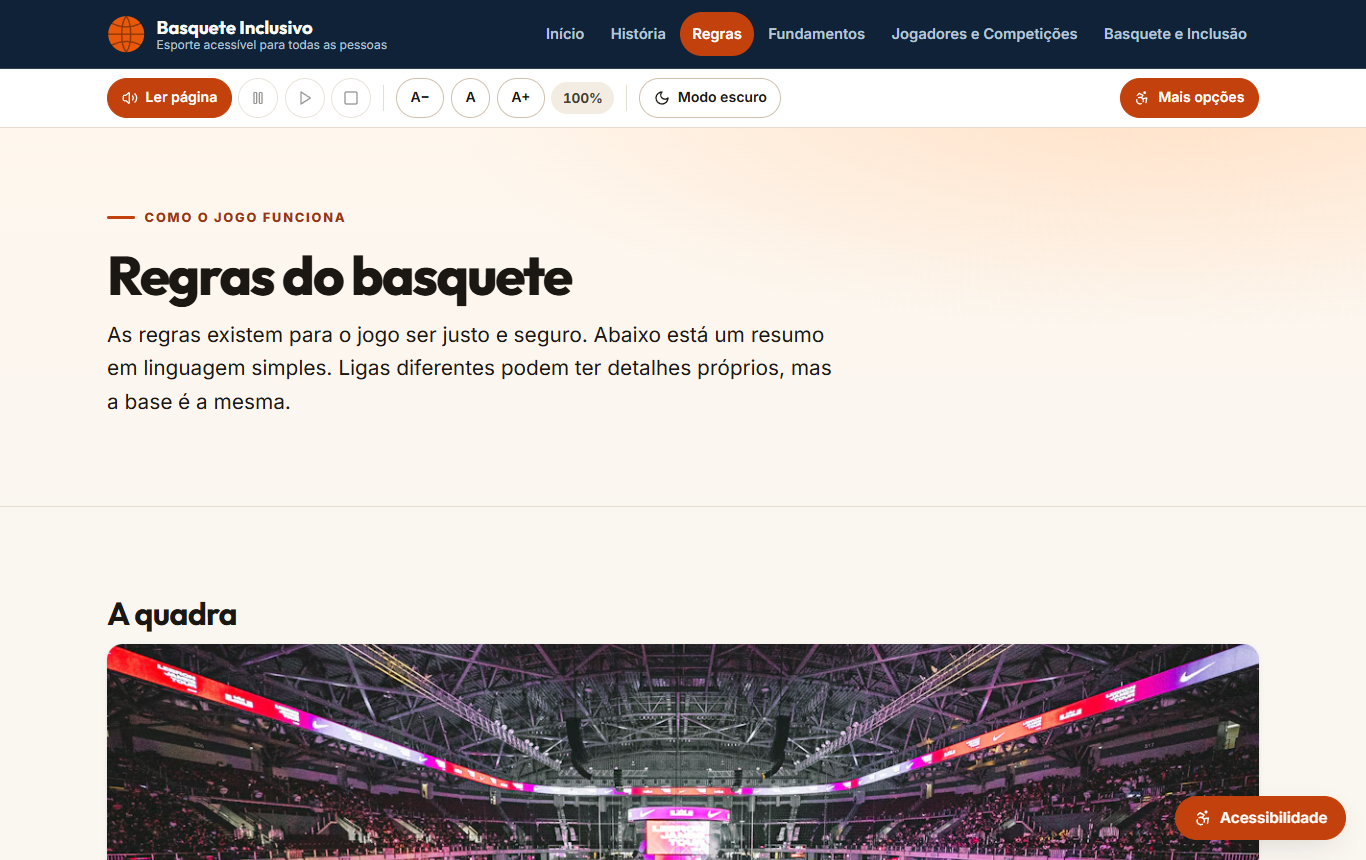 Basquete Inclusivo
Esporte acessível para todas as pessoas
Início
História
Regras
Fundamentos
Jogadores e Competições
Basquete e Inclusão
Ler página
A−
A
A+
100%
Modo escuro
Mais opções
COMO O JOGO FUNCIONA
Regras do basquete
As regras existem para o jogo ser justo e seguro. Abaixo está um resumo
em linguagem simples. Ligas diferentes podem ter detalhes próprios, mas
a base é a mesma.
A quadra
Acessibilidade